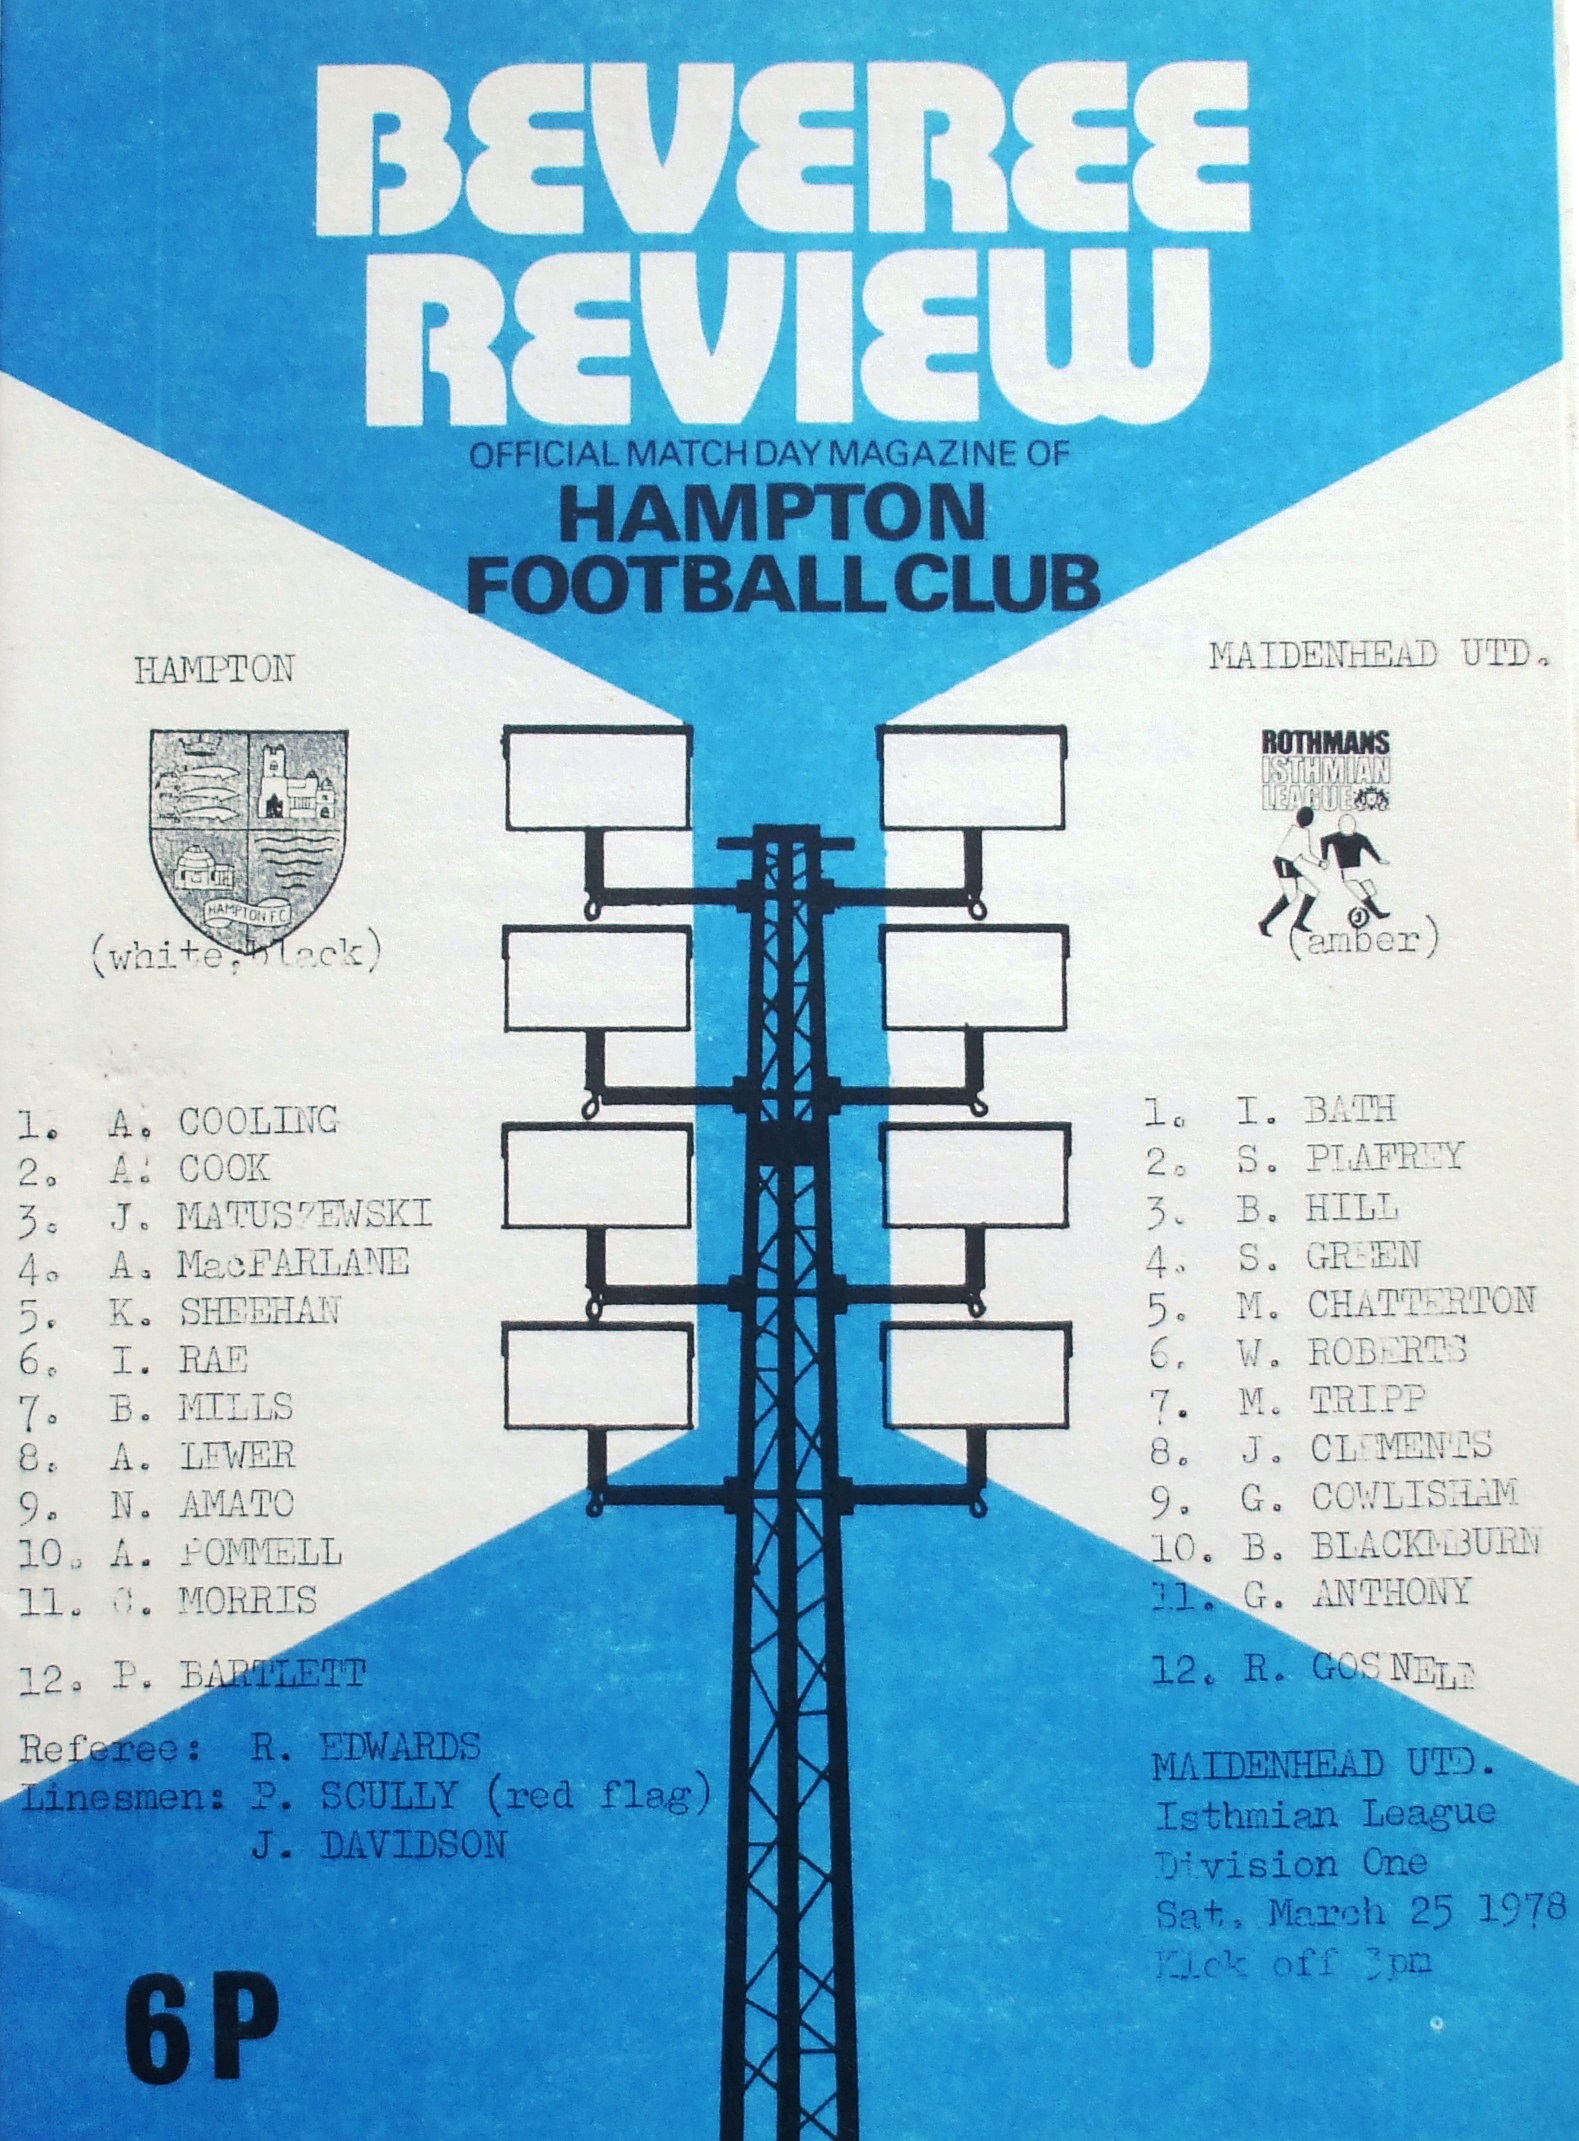 BEVEREE
REVIEW
OFFICIAL MATCH DAY MAGAZINE OF
HAMPTON
FOOTBALL CLUB
HAMPTON
HAMPTON F.C
(white, black)
1. A. COOLING
2. A. COOK
3. J. MATUSZEWSKI
4. A. MacFARLANE
5. K. SHEEHAN
6. I. RAE
7. B. MILLS
8. A. LEWER
9. N. AMATO
10. A. POMMELL
11. C. MORRIS
12. P. BARTLETT
Referee: R. EDWARDS
Linesmen: P. SCULLY (red flag)
J. DAVIDSON
6P
MAIDENHEAD UTD.
ROTHMANS
ISTHMIAN
LEAGUE
(amber)
1. I. BATH
2. S. PLAFREY
3. B. HILL
4. S. GREEN
5. M. CHATTERTON
6. W. ROBERTS
7. M. TRIPP
8. J. CLEMENTS
9. G. COWLISHAM
10. B. BLACKMBURN
11. G. ANTHONY
12. R. GOSNELL
MAIDENHEAD UTD.
Isthmian League
Division One
Sat. March 25 1978
Kick off 3pm